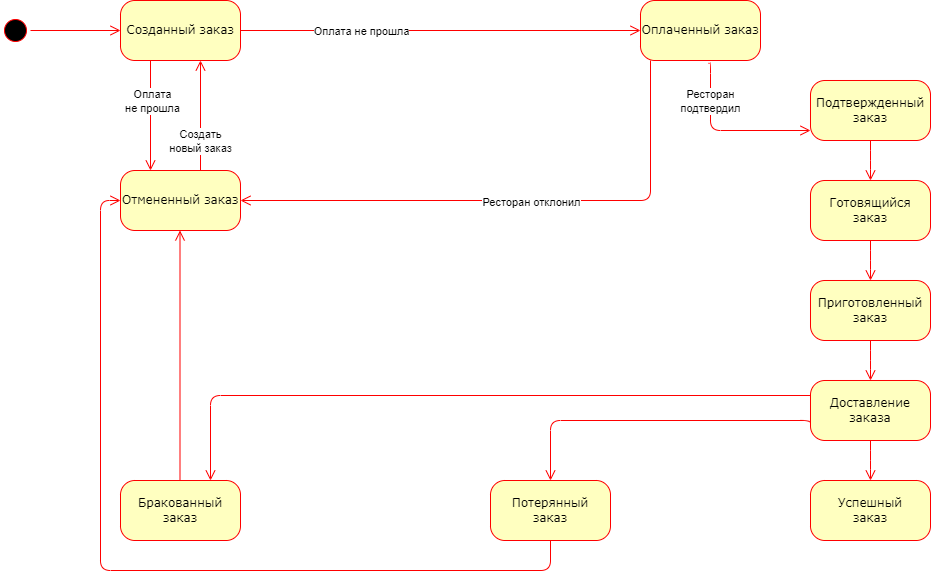 Созданный заказ
Оплата не прошла
Оплаченный заказ
Оплата
не прошла
Ресторан
подтвердил
Подтвержденный
заказ
Создать
новый заказ
Отмененный заказ
Ресторан отклонил
Готовящийся
заказ
Приготовленный
заказ
Доставление
заказа
Бракованный
заказ
Потерянный
заказ
Успешный
заказ